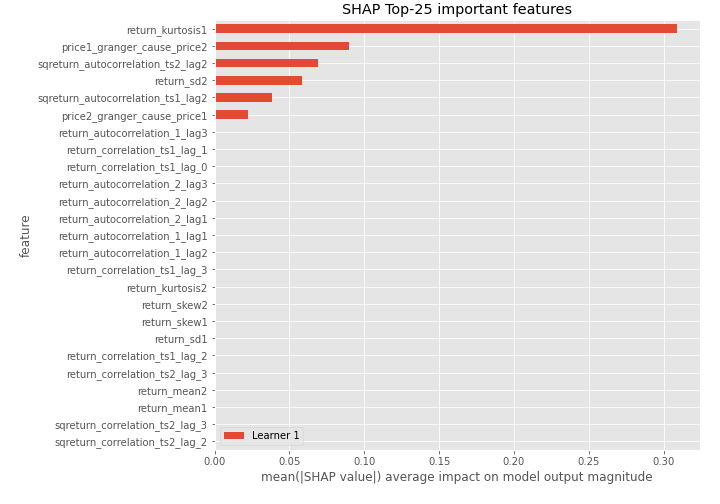 SHAP Top-25 important features
return_kurtosis1
price1_granger_cause_price2
sqreturn_autocorrelation_ts2_lag2
return_sd2
sqreturn_autocorrelation_ts1_lag2
price2_granger_cause_price1
return_autocorrelation_1_lag3
return_correlation_ts1_lag_1
return_correlation_ts1_lag_0
return_autocorrelation_2_lag3
return_autocorrelation_2_lag2
return_autocorrelation_2_lag1
return_autocorrelation_1_lag1
return_autocorrelation_1_lag2
return_correlation_ts1_lag_3
return_kurtosis2
return_skew2
return_skew1
return_sd1
return_correlation_ts1_lag_2
return_correlation_ts2_lag_3
return_mean2
return_mean1
sqreturn_correlation_ts2_lag_3
sqreturn_correlation_ts2_lag_2
feature
Learner 1
0.00 0.05 0.10 0.15 0.20 0.25 0.30
mean(|SHAP value|) average impact on model output magnitude